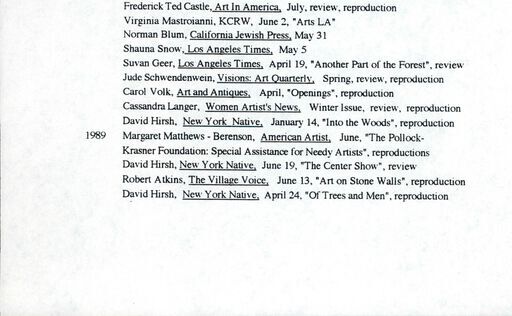 Frederick Ted Castle, Art In America, July, review, reproduction
Virginia Mastroianni, KCRW, June 2, "Arts LA"
Norman Blum, California Jewish Press, May 31
Shauna Snow, Los Angeles Times, May 5
Suvan Geer, Los Angeles Times, April 19, "Another Part of the Forest", review
Jude Schwendenwein, Visions: Art Quarterly, Spring, review, reproduction
Carol Volk, Art and Antiques, April, "Openings", reproduction
Cassandra Langer, Women Artist's News, Winter Issue, review, reproduction
David Hirsh, New York Native, January 14, "Into the Woods", reproduction
1989 Margaret Matthews - Berenson, American Artist, June, "The Pollock-
Krasner Foundation: Special Assistance for Needy Artists", reproductions
David Hirsh, New York Native, June 19, "The Center Show", review
Robert Atkins, The Village Voice, June 13, "Art on Stone Walls", reproduction
David Hirsh, New York Native, April 24, "Of Trees and Men", reproduction